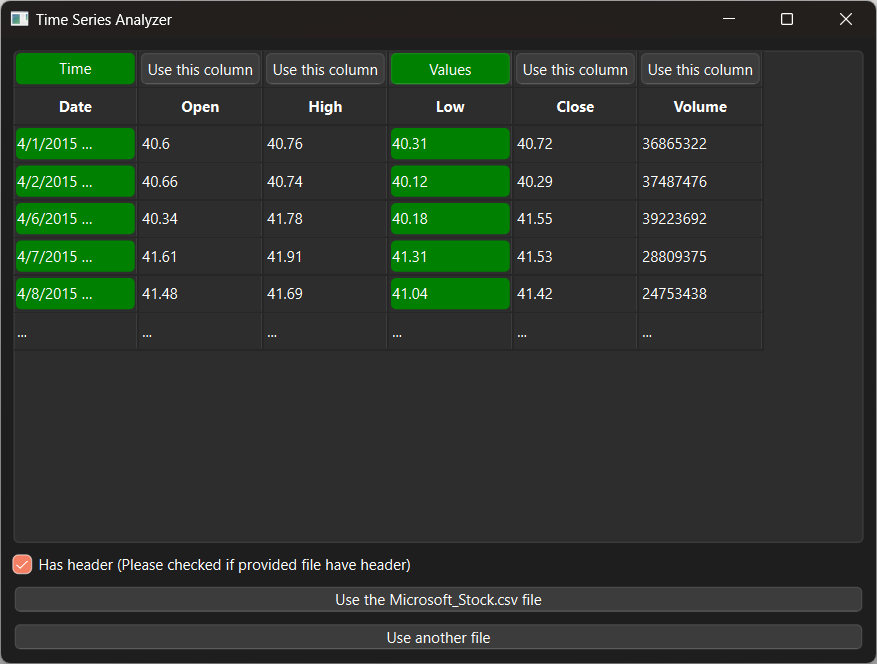 Time Series Analyzer
Time Use this column Use this column Values Use this column Use this column
Date Open High Low Close Volume
4/1/2015 ... 40.6 40.76 40.31 40.72 36865322
4/2/2015 ... 40.66 40.74 40.12 40.29 37487476
4/6/2015 ... 40.34 41.78 40.18 41.55 39223692
4/7/2015 ... 41.61 41.91 41.31 41.53 28809375
4/8/2015 ... 41.48 41.69 41.04 41.42 24753438
... ... ... ... ... ...
Has header (Please checked if provided file have header)
Use the Microsoft_Stock.csv file
Use another file